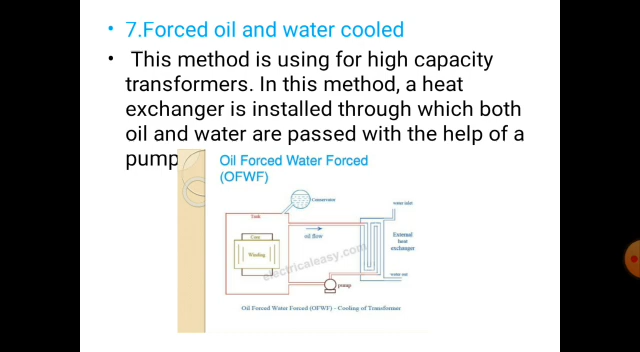 7.Forced oil and water cooled
This method is using for high capacity
transformers. In this method, a heat
exchanger is installed through which both
oil and water are passed with the help of a
pump
Oil Forced Water Forced
(OFWF)
Conservator
water inlet
Tank
oil flow
External
heat
exchanger
Core
Winding
electricaleasy.com
water out
pump
Oil Forced Water Forced (OFWF) - Cooling of Transformer